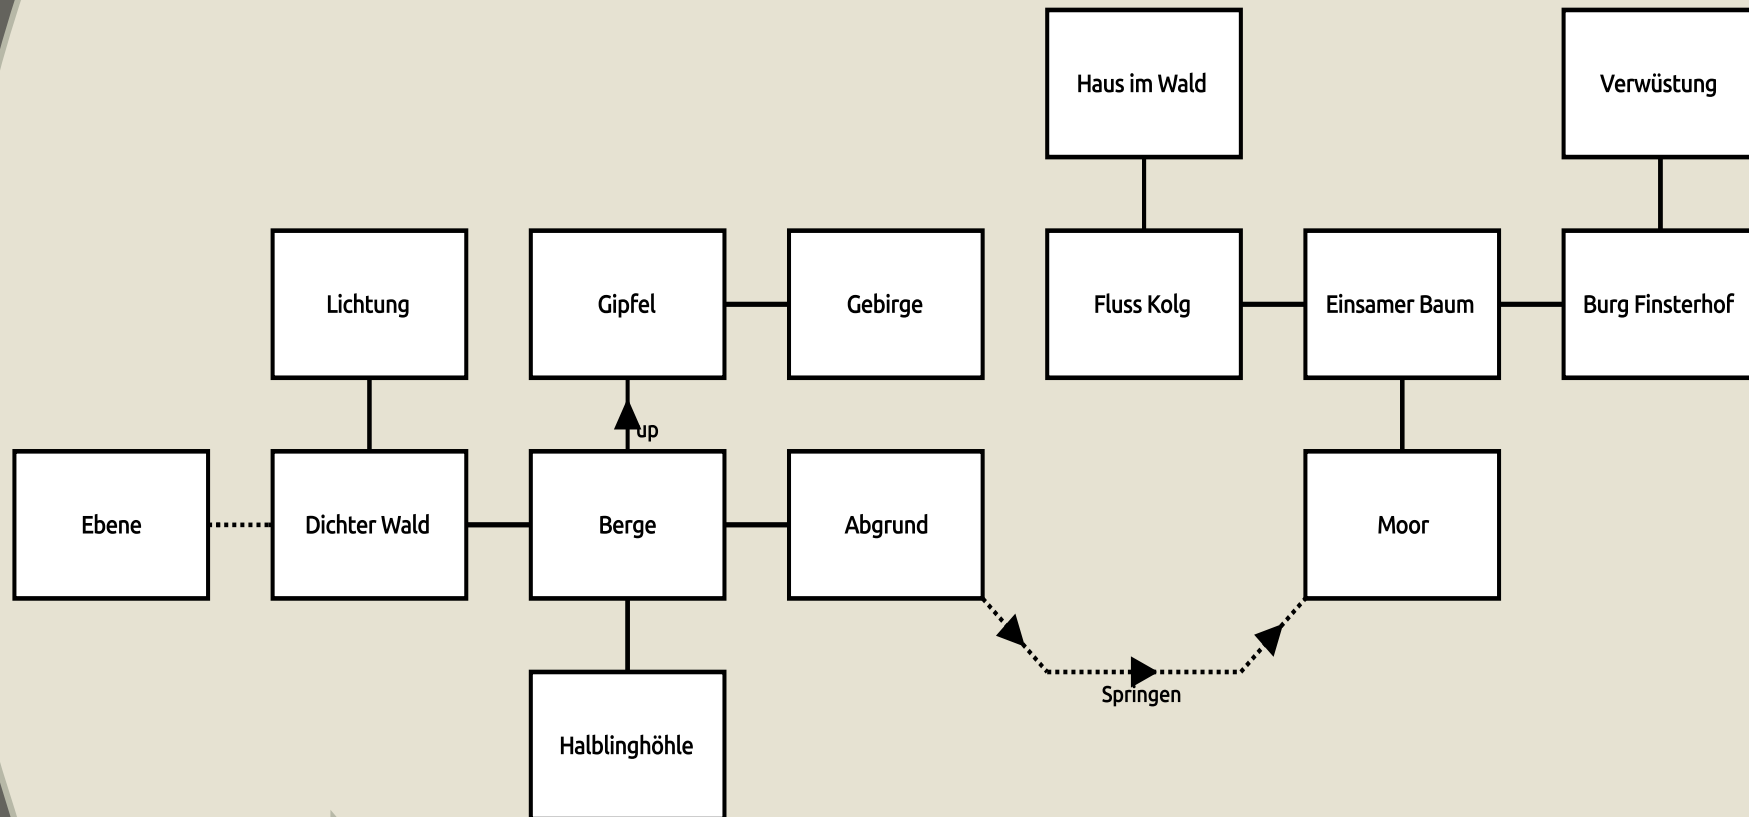 Haus im Wald
Verwüstung
Lichtung
Gipfel
Gebirge
Fluss Kolg
Einsamer Baum
Burg Finsterhof
up
Ebene
Dichter Wald
Berge
Abgrund
Moor
Springen
Halblinghöhle